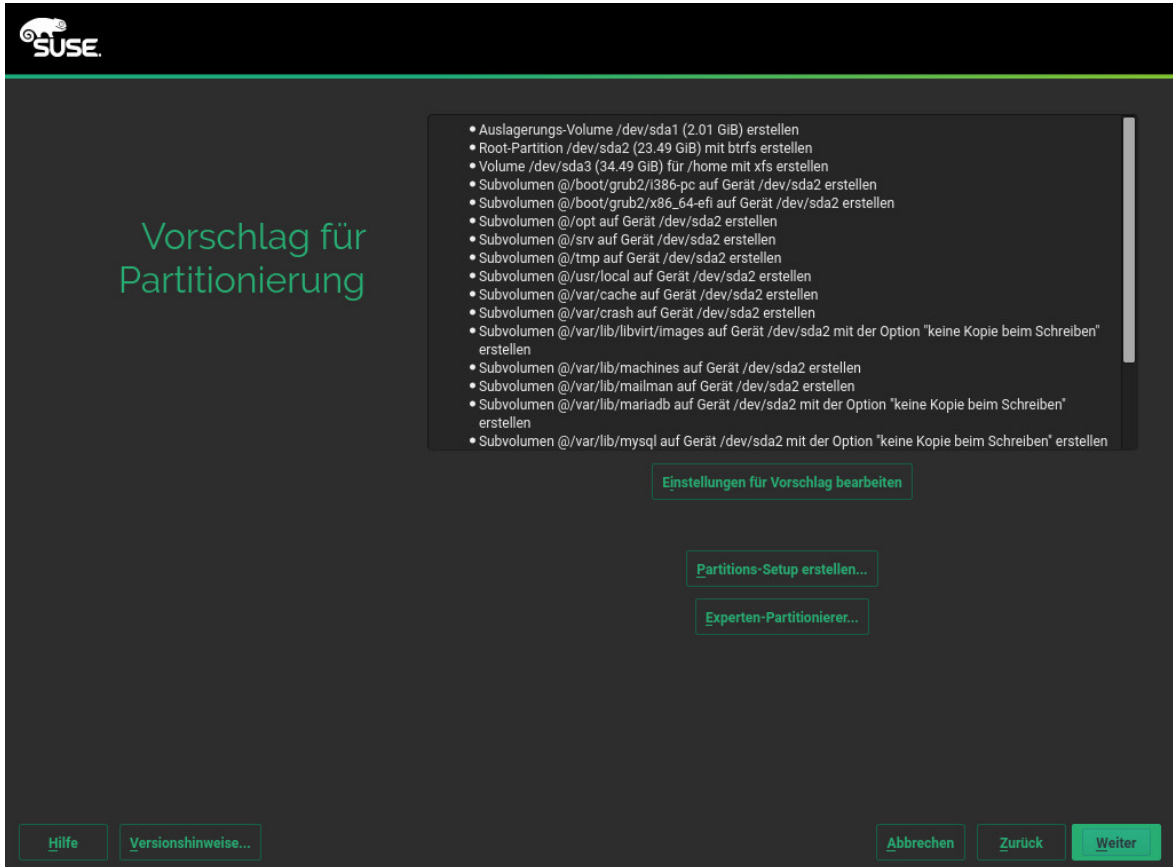 SUSE.
Vorschlag für
Partitionierung
• Auslagerungs-Volume /dev/sda1 (2.01 GiB) erstellen
• Root-Partition /dev/sda2 (23.49 GiB) mit btrfs erstellen
• Volume /dev/sda3 (34.49 GiB) für /home mit xfs erstellen
• Subvolumen @/boot/grub2/i386-pc auf Gerät /dev/sda2 erstellen
• Subvolumen @/boot/grub2/x86_64-efi auf Gerät /dev/sda2 erstellen
• Subvolumen @/opt auf Gerät /dev/sda2 erstellen
• Subvolumen @/srv auf Gerät /dev/sda2 erstellen
• Subvolumen @/tmp auf Gerät /dev/sda2 erstellen
• Subvolumen @/usr/local auf Gerät /dev/sda2 erstellen
• Subvolumen @/var/cache auf Gerät /dev/sda2 erstellen
• Subvolumen @/var/crash auf Gerät /dev/sda2 erstellen
• Subvolumen @/var/lib/libvirt/images auf Gerät /dev/sda2 mit der Option "keine Kopie beim Schreiben"
erstellen
• Subvolumen @/var/lib/machines auf Gerät /dev/sda2 erstellen
• Subvolumen @/var/lib/mailman auf Gerät /dev/sda2 erstellen
• Subvolumen @/var/lib/mariadb auf Gerät /dev/sda2 mit der Option "keine Kopie beim Schreiben"
erstellen
• Subvolumen @/var/lib/mysql auf Gerät /dev/sda2 mit der Option "keine Kopie beim Schreiben" erstellen
Einstellungen für Vorschlag bearbeiten
Partitions-Setup erstellen...
Experten-Partitionierer...
Hilfe
Versionshinweise...
Abbrechen
Zurück
Weiter